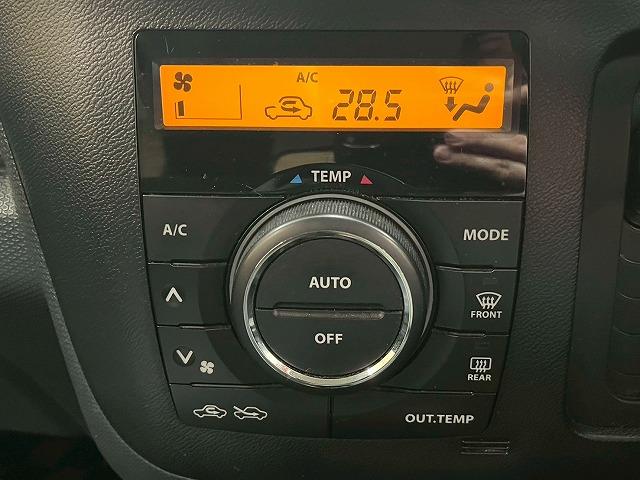 A/C
28.5
TEMP
A/C
MODE
AUTO
FRONT
OFF
REAR
OUT.TEMP